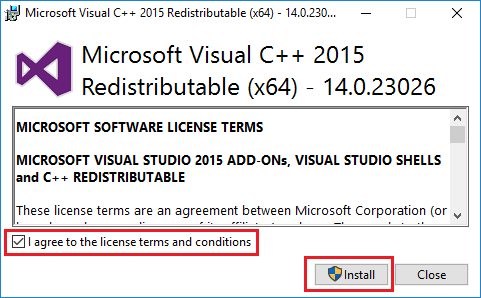 Microsoft Visual C++ 2015 Redistributable (x64) - 14.0.230...
Microsoft Visual C++ 2015
Redistributable (x64) - 14.0.23026
MICROSOFT SOFTWARE LICENSE TERMS
MICROSOFT VISUAL STUDIO 2015 ADD-ONs, VISUAL STUDIO SHELLS
and C++ REDISTRIBUTABLE
These license terms are an agreement between Microsoft Corporation (or
I agree to the license terms and conditions
Install
Close